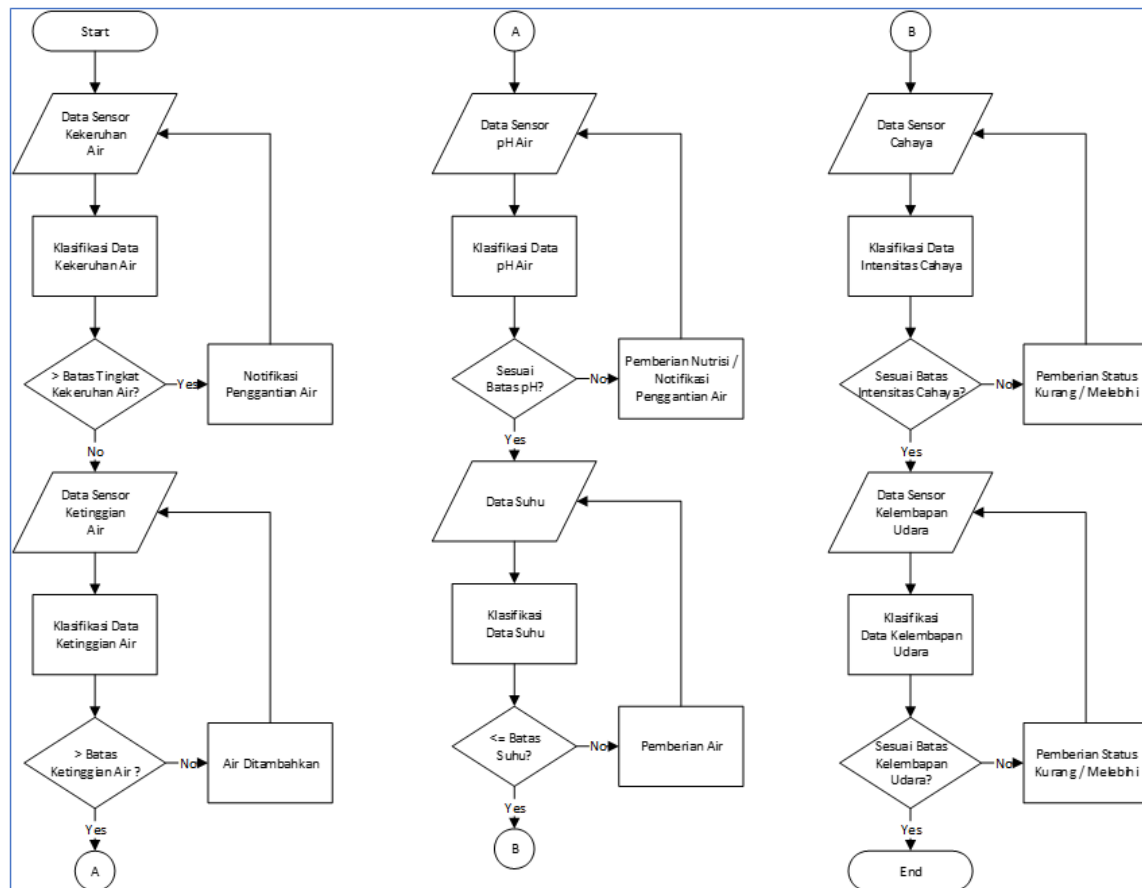 Start
Data Sensor
Kekeruhan
Air
Klasifikasi Data
Kekeruhan Air
> Batas Tingkat
Kekeruhan Air?
Yes
Notifikasi
Penggantian Air
No
Data Sensor
Ketinggian
Air
Klasifikasi Data
Ketinggian Air
> Batas
Ketinggian Air ?
No
Air Ditambahkan
Yes
A
A
Data Sensor
pH Air
Klasifikasi Data
pH Air
Sesuai
Batas pH?
No
Pemberian Nutrisi /
Notifikasi
Penggantian Air
Yes
Data Suhu
Klasifikasi
Data Suhu
<= Batas
Suhu?
No
Pemberian Air
Yes
B
B
Data Sensor
Cahaya
Klasifikasi Data
Intensitas Cahaya
Sesuai Batas
Intensitas Cahaya?
No
Pemberian Status
Kurang / Melebihi
Yes
Data Sensor
Kelembapan
Udara
Klasifikasi
Data Kelembapan
Udara
Sesuai Batas
Kelembapan
Udara?
No
Pemberian Status
Kurang / Melebihi
Yes
End